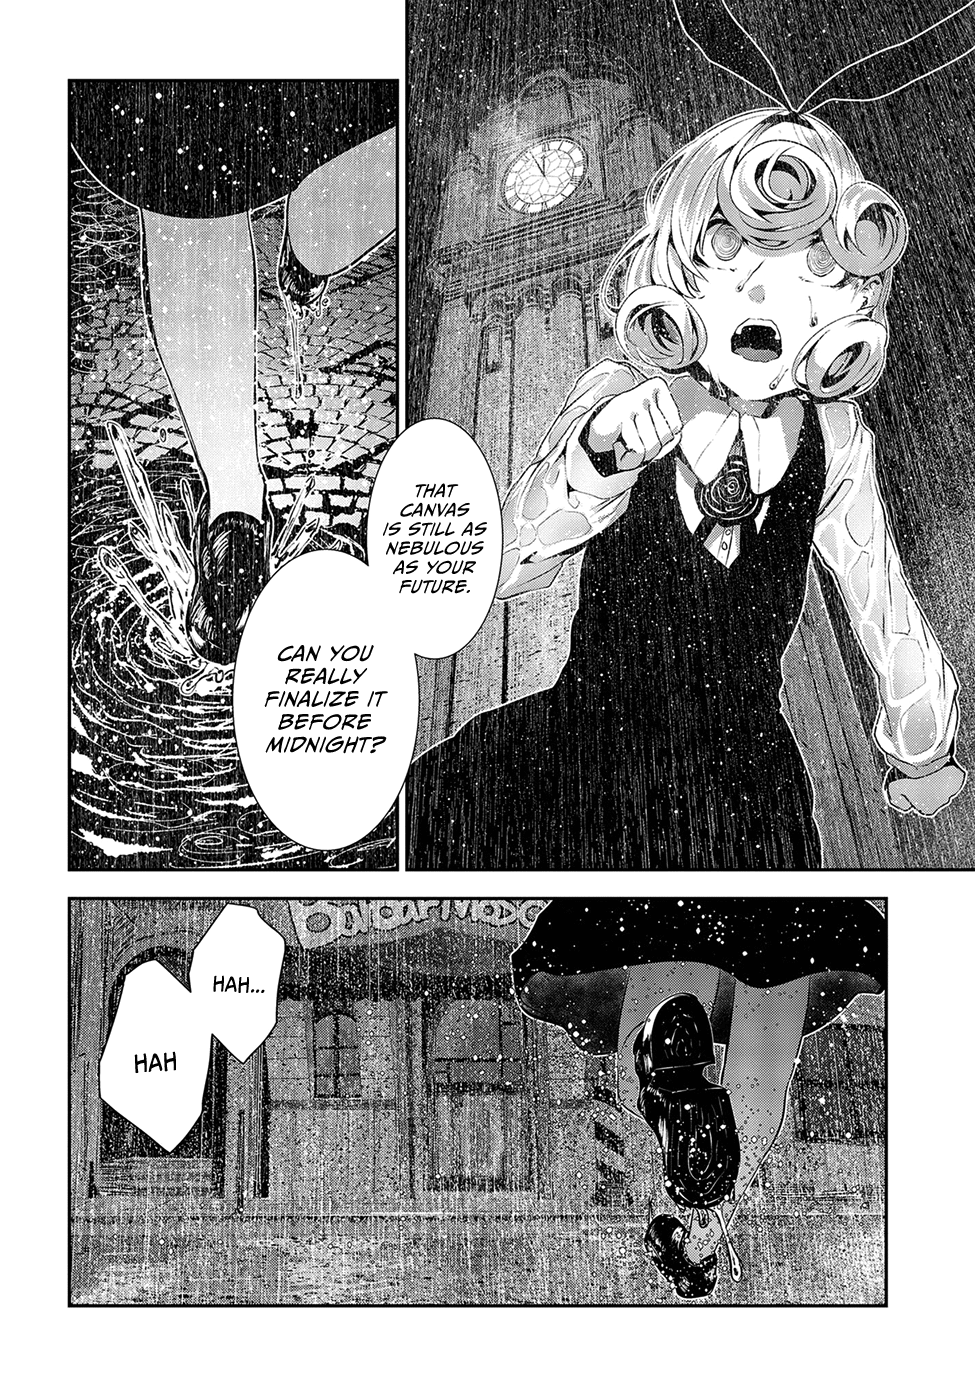 THAT
CANVAS
IS STILL AS
NEBULOUS
AS YOUR
FUTURE.
CAN YOU
REALLY
FINALIZE IT
BEFORE
MIDNIGHT?
HAH...
HAH